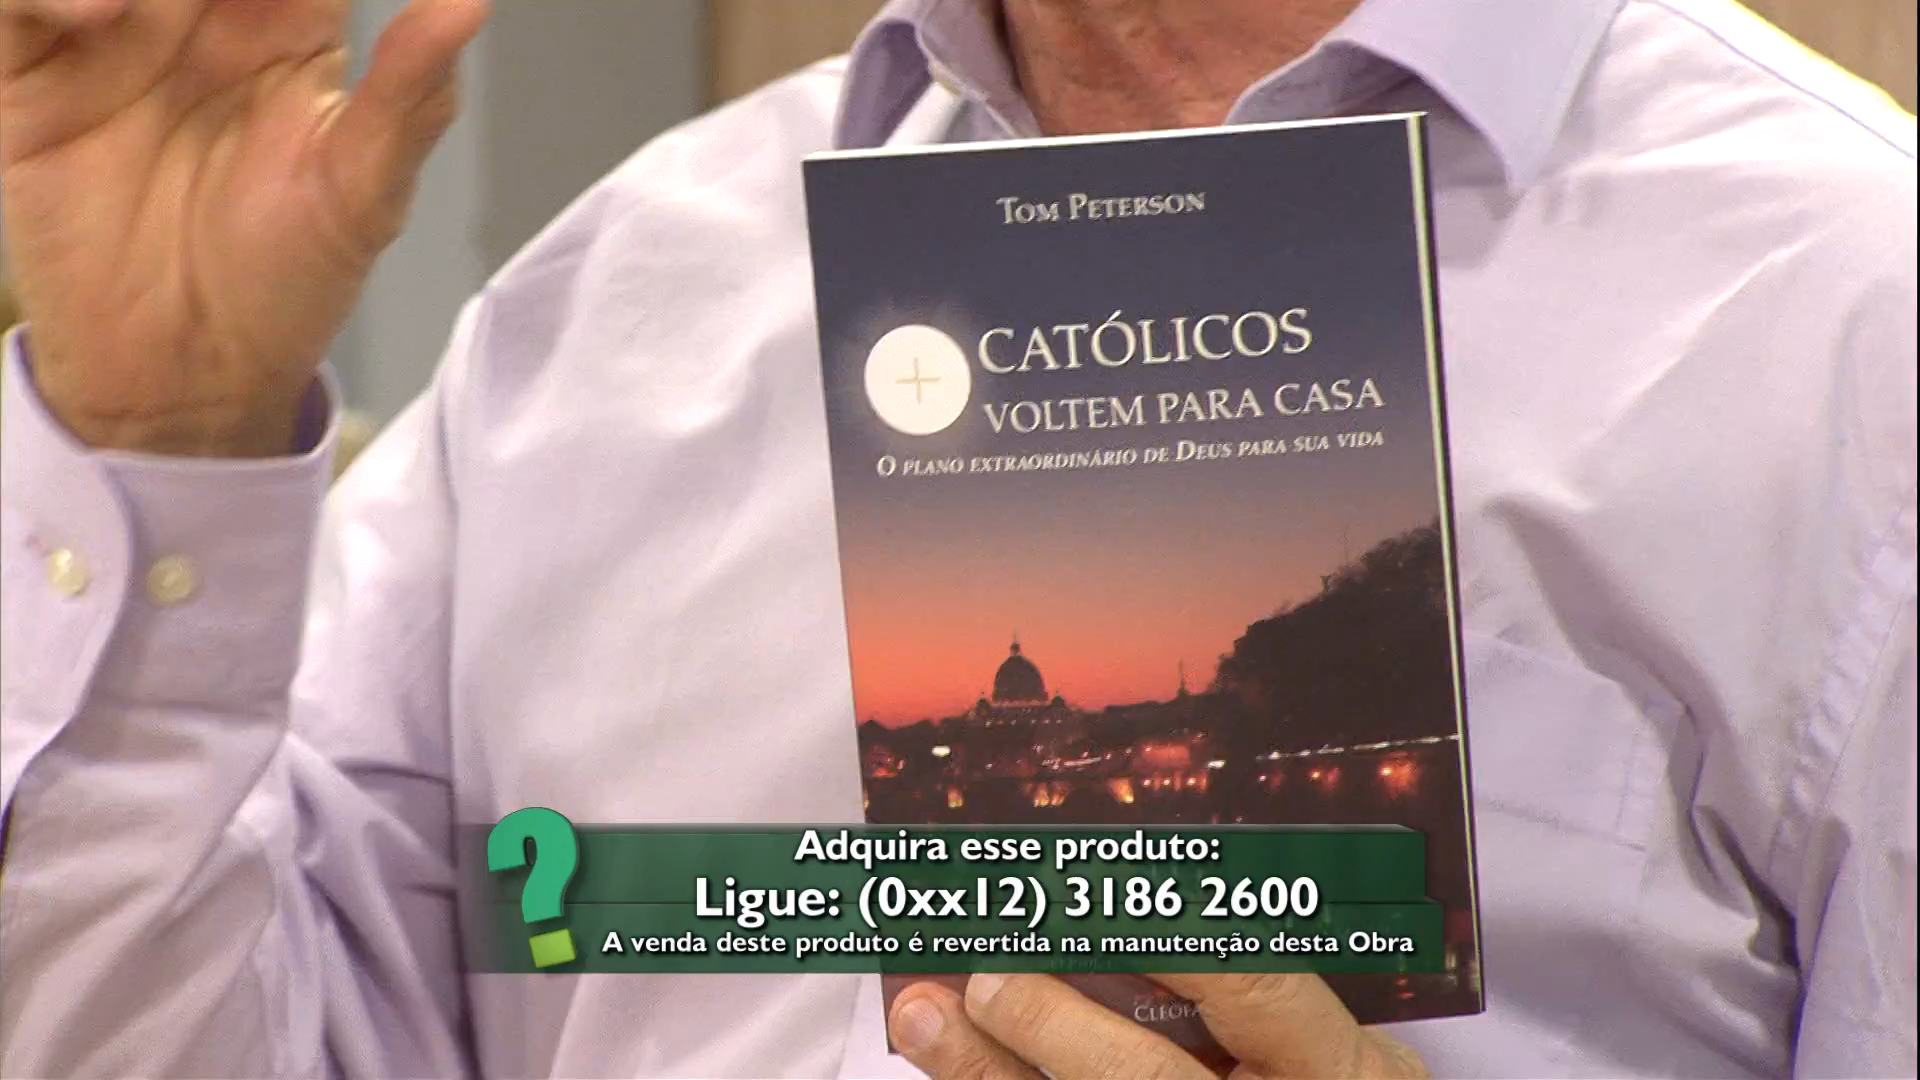 TOM PETERSON
CATÓLICOS
VOLTEM PARA CASA
O PLANO EXTRAORDINÁRIO DE DEUS PARA SUA VIDA
Adquira esse produto:
Ligue: (0xx12) 3186 2600
A venda deste produto é revertida na manutenção desta Obra